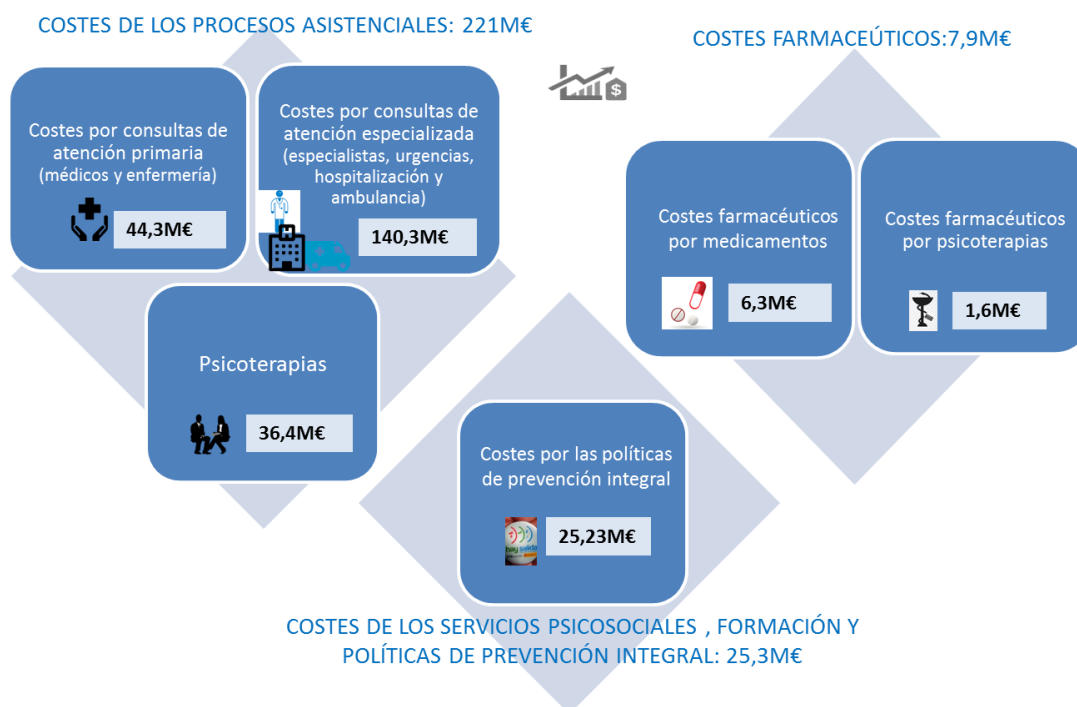 COSTES DE LOS PROCESOS ASISTENCIALES: 221M€
Costes por consultas de
atención primaria
(médicos y enfermería)
44,3M€
Costes por consultas de
atención especializada
(especialistas, urgencias,
hospitalización y
ambulancia)
140,3M€
Psicoterapias
36,4M€
COSTES FARMACEÚTICOS:7,9M€
Costes farmacéuticos
por medicamentos
6,3M€
Costes farmacéuticos
por psicoterapias
1,6M€
Costes por las políticas
de prevención integral
hay salida
25,23M€
COSTES DE LOS SERVICIOS PSICOSOCIALES , FORMACIÓN Y
POLÍTICAS DE PREVENCIÓN INTEGRAL: 25,3M€